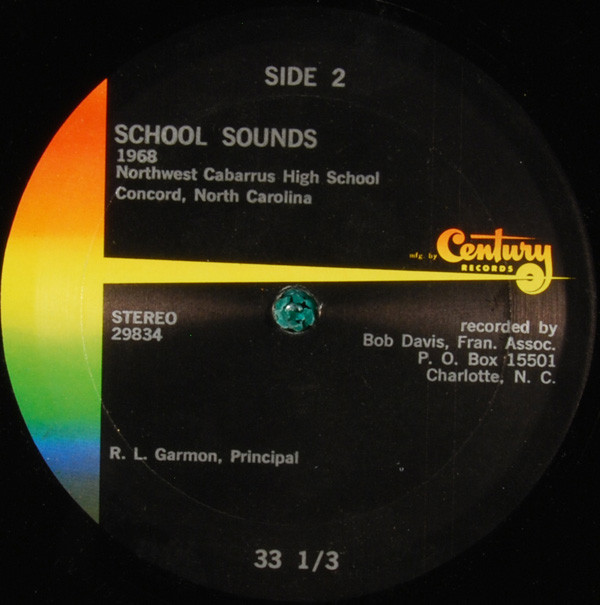 SIDE 2
SCHOOL SOUNDS
1968
Northwest Cabarrus High School
Concord, North Carolina
mfg. by Century
RECORDS
STEREO
29834
recorded by
Bob Davis, Fran. Assoc.
P. O. Box 15501
Charlotte, N. C.
R. L. Garmon, Principal
33 1/3